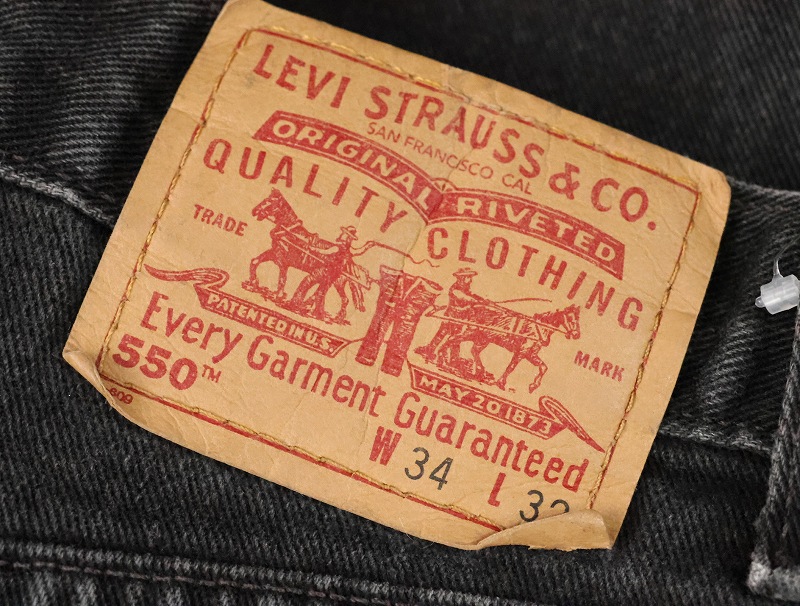 LEVI STRAUSS & CO.
SAN FRANCISCO CAL
ORIGINAL RIVETED
QUALITY CLOTHING
TRADE MARK
PATENTED IN U.S. MAY 20 1873
Every Garment Guaranteed
550™
W 34 L 32
609